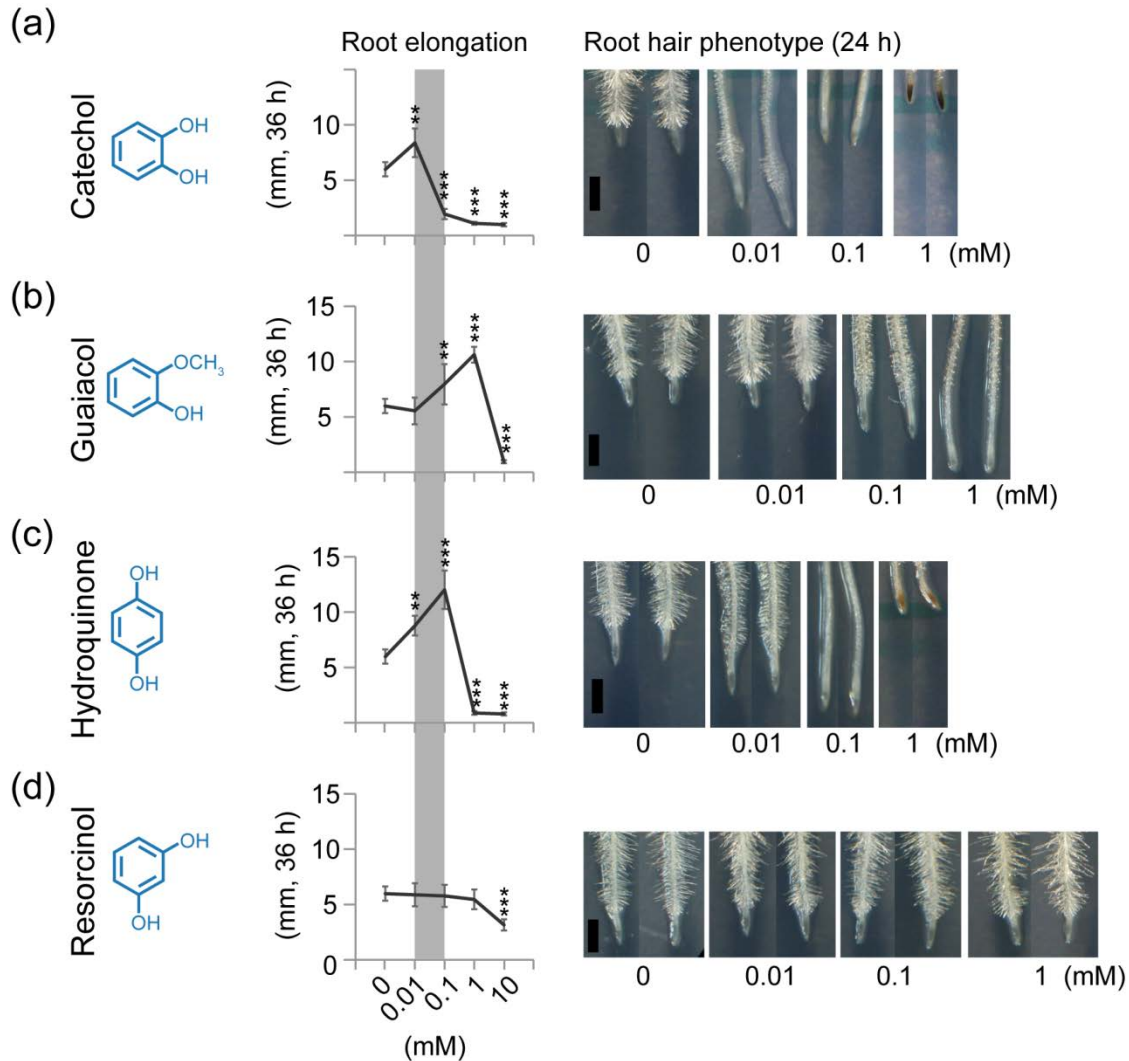 (a)
Root elongation
Root hair phenotype (24 h)
Catechol
OH
OH
(mm, 36 h)
10
5
**
***
***
***
0
0.01
0.1
1 (mM)
(b)
Guaiacol
OCH3
OH
(mm, 36 h)
15
10
5
**
***
***
0
0.01
0.1
1 (mM)
(c)
Hydroquinone
OH
OH
(mm, 36 h)
15
10
5
**
***
***
***
0
0.01
0.1
1 (mM)
(d)
Resorcinol
OH
OH
(mm, 36 h)
15
10
5
0
***
0
0.01
0.1
1
10
(mM)
0
0.01
0.1
1 (mM)